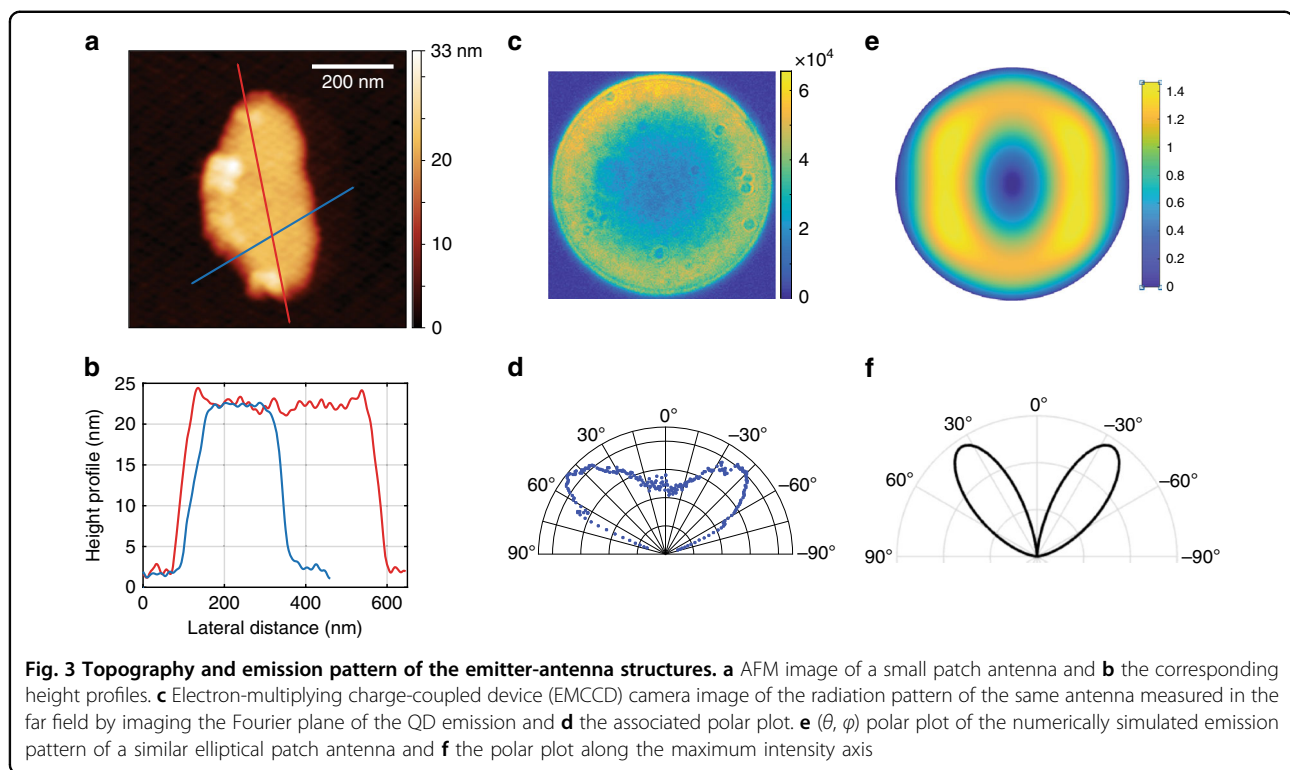 a
33 nm
200 nm
20
10
0
c
×10⁴
6
4
2
0
e
1.4
1.2
1
0.8
0.6
0.4
0.2
0
b
25
20
15
10
5
0
Height profile (nm)
0
200
400
600
Lateral distance (nm)
d
0°
30°
–30°
60°
–60°
90°
–90°
f
0°
30°
–30°
60°
–60°
90°
–90°
Fig. 3 Topography and emission pattern of the emitter-antenna structures. a AFM image of a small patch antenna and b the corresponding
height profiles. c Electron-multiplying charge-coupled device (EMCCD) camera image of the radiation pattern of the same antenna measured in the
far field by imaging the Fourier plane of the QD emission and d the associated polar plot. e (θ, φ) polar plot of the numerically simulated emission
pattern of a similar elliptical patch antenna and f the polar plot along the maximum intensity axis